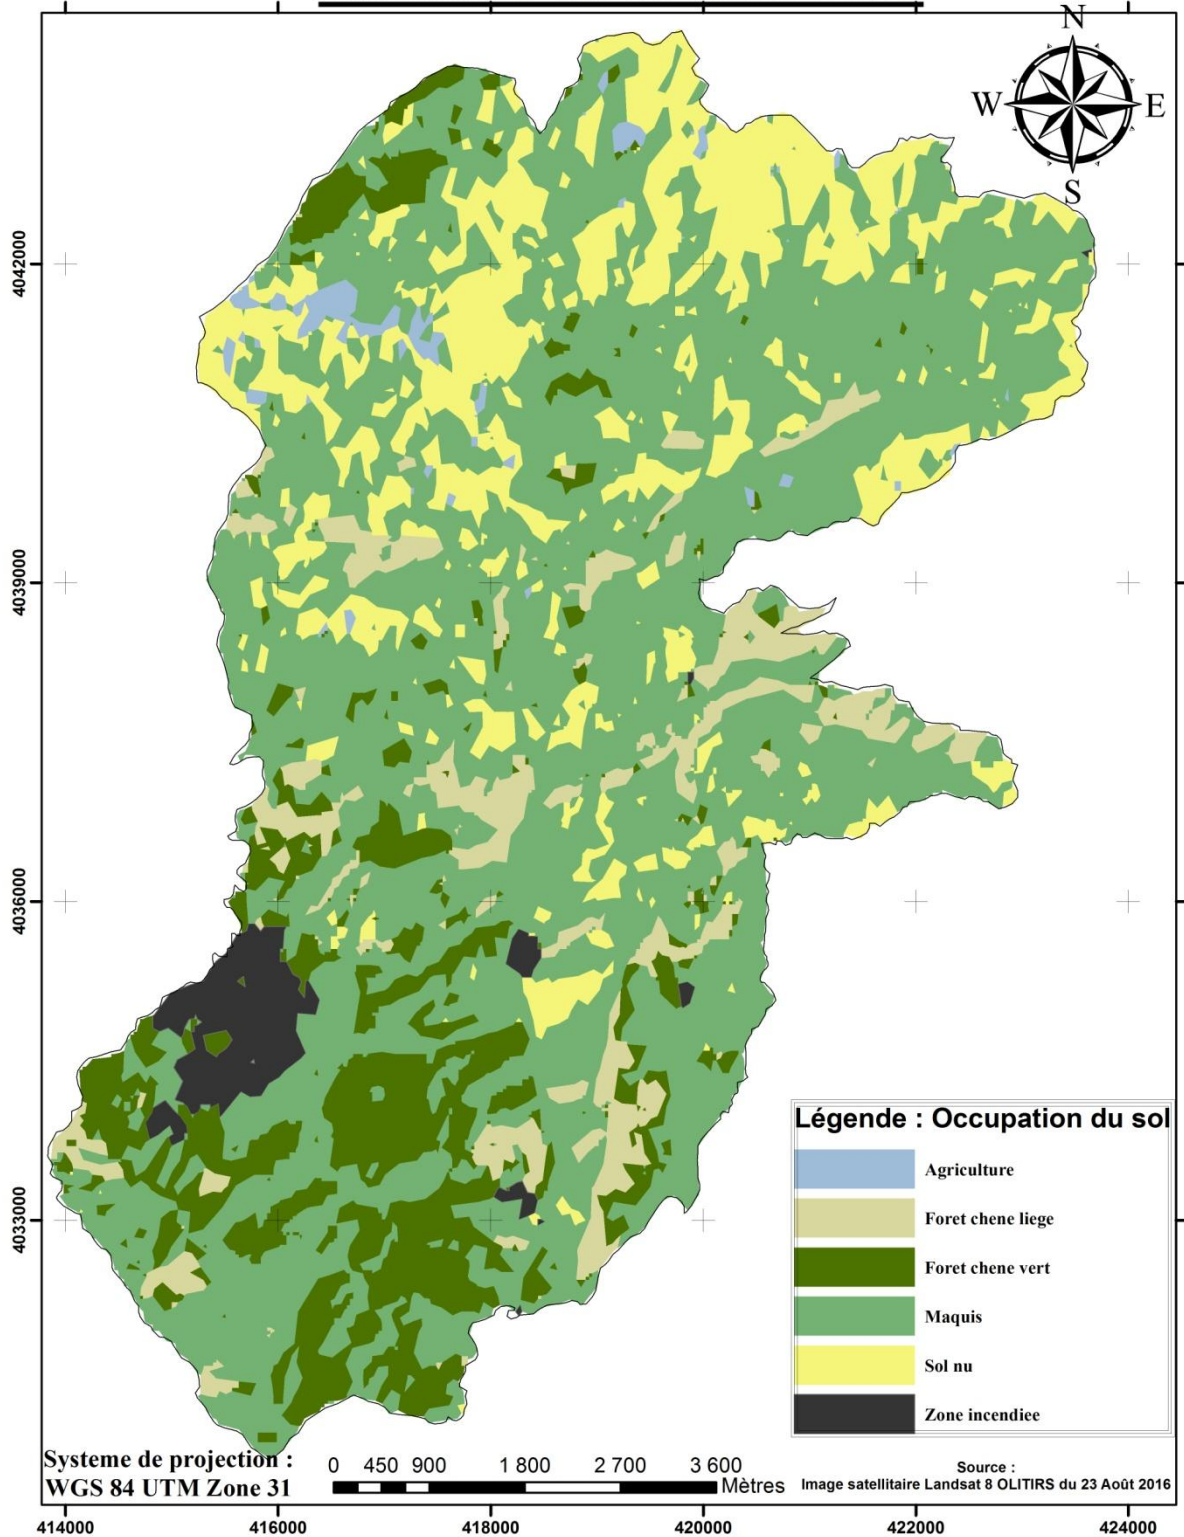 N
W E
S
4042000
4039000
4036000
4033000
Légende : Occupation du sol
Agriculture
Foret chene liege
Foret chene vert
Maquis
Sol nu
Zone incendiee
Systeme de projection :
WGS 84 UTM Zone 31
0 450 900 1 800 2 700 3 600
Mètres
Source :
Image satellitaire Landsat 8 OLITIRS du 23 Août 2016
414000 416000 418000 420000 422000 424000